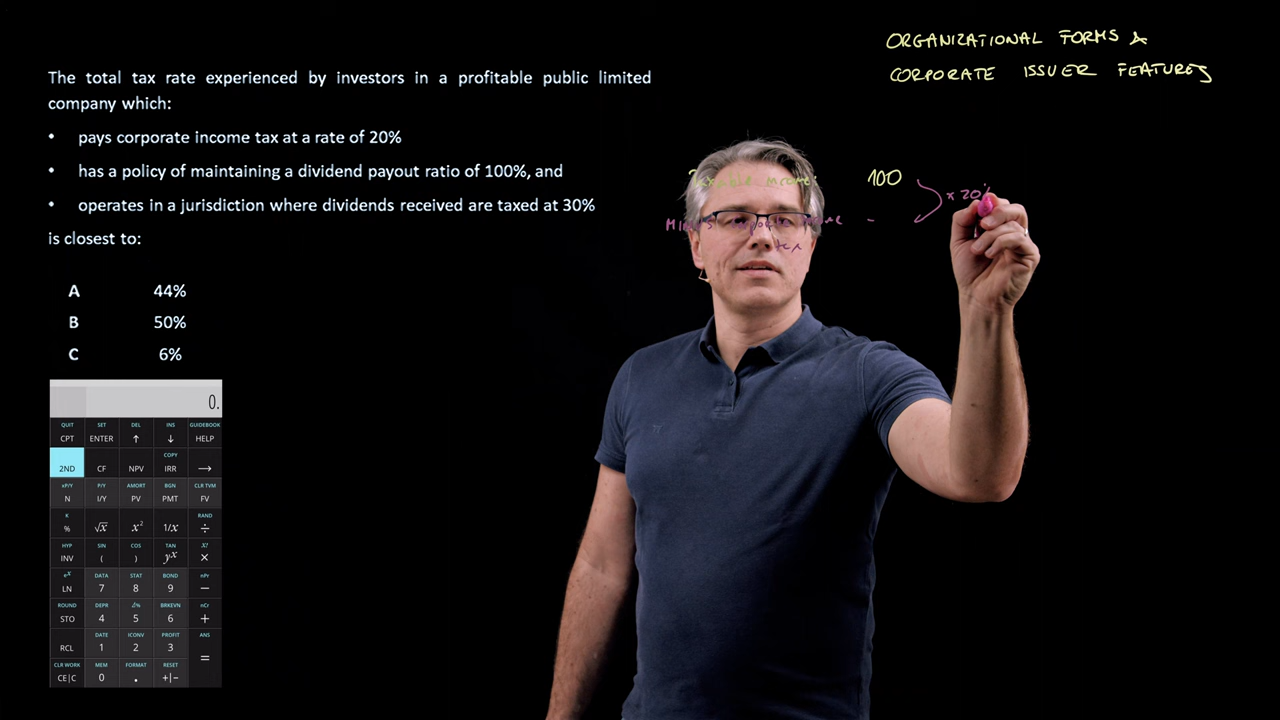 ORGANIZATIONAL FORMS &
CORPORATE ISSUER FEATURES
The total tax rate experienced by investors in a profitable public limited
company which:
• pays corporate income tax at a rate of 20%
• has a policy of maintaining a dividend payout ratio of 100%, and
• operates in a jurisdiction where dividends received are taxed at 30%
is closest to:
A 44%
B 50%
C 6%
100
x 20%
tax -
0.
QUIT SET DEL INS GUIDEBOOK
CPT ENTER ↑ ↓ HELP
COPY
2ND CF NPV IRR →
xP/Y P/Y AMORT BGN CLR TVM
N I/Y PV PMT FV
K RAND
% √x x² 1/x ÷
HYP SIN COS TAN x!
INV ( ) yˣ ×
eˣ DATA STAT BOND nPr
LN 7 8 9 −
ROUND DEPR Δ% BRKEVN nCr
STO 4 5 6 +
DATE ICONV PROFIT ANS
RCL 1 2 3 =
CLR WORK MEM FORMAT RESET
CE|C 0 . +|−